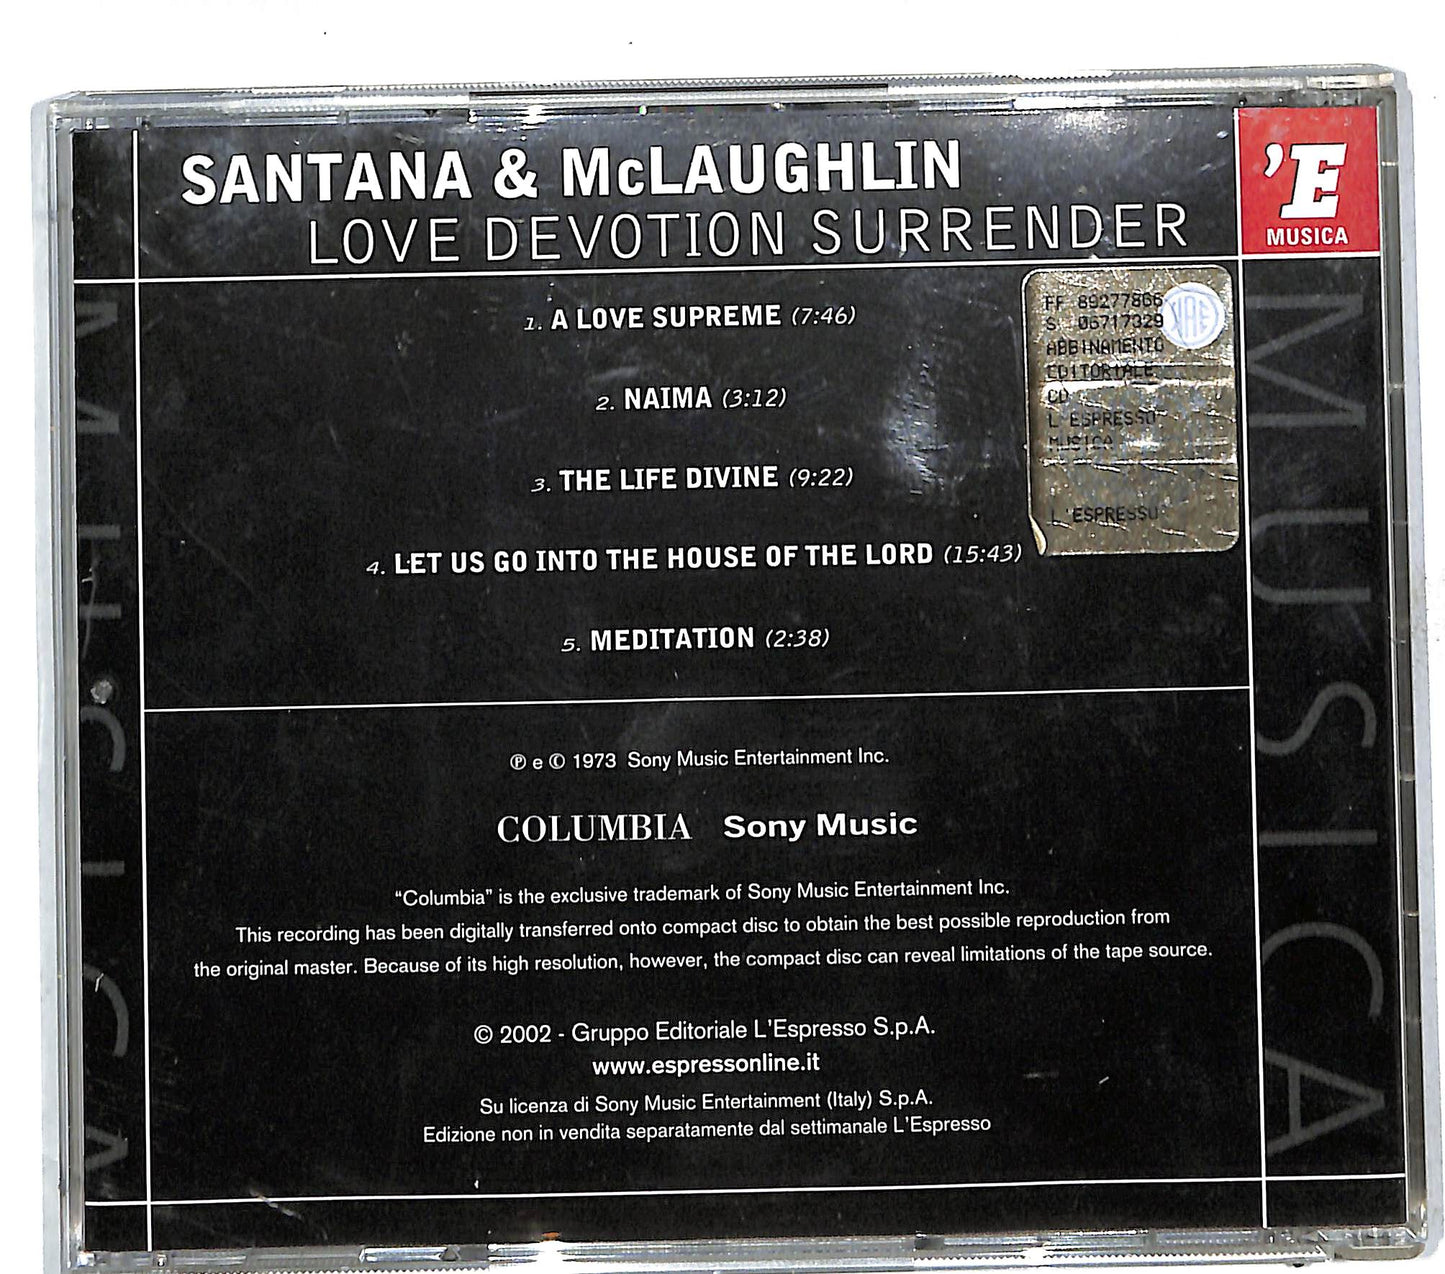 SANTANA & McLAUGHLIN
LOVE DEVOTION SURRENDER
'E
MUSICA
1. A LOVE SUPREME (7:46)
2. NAIMA (3:12)
3. THE LIFE DIVINE (9:22)
4. LET US GO INTO THE HOUSE OF THE LORD (15:43)
5. MEDITATION (2:38)
FF 89277866
S 06717329
ABBINAMENTO
EDITORIALE
CD
L'ESPRESSO
MUSICA
L'ESPRESSO
MUSICA
MUSICA
℗ e © 1973 Sony Music Entertainment Inc.
COLUMBIA Sony Music
“Columbia” is the exclusive trademark of Sony Music Entertainment Inc.
This recording has been digitally transferred onto compact disc to obtain the best possible reproduction from
the original master. Because of its high resolution, however, the compact disc can reveal limitations of the tape source.
© 2002 - Gruppo Editoriale L'Espresso S.p.A.
www.espressonline.it
Su licenza di Sony Music Entertainment (Italy) S.p.A.
Edizione non in vendita separatamente dal settimanale L'Espresso